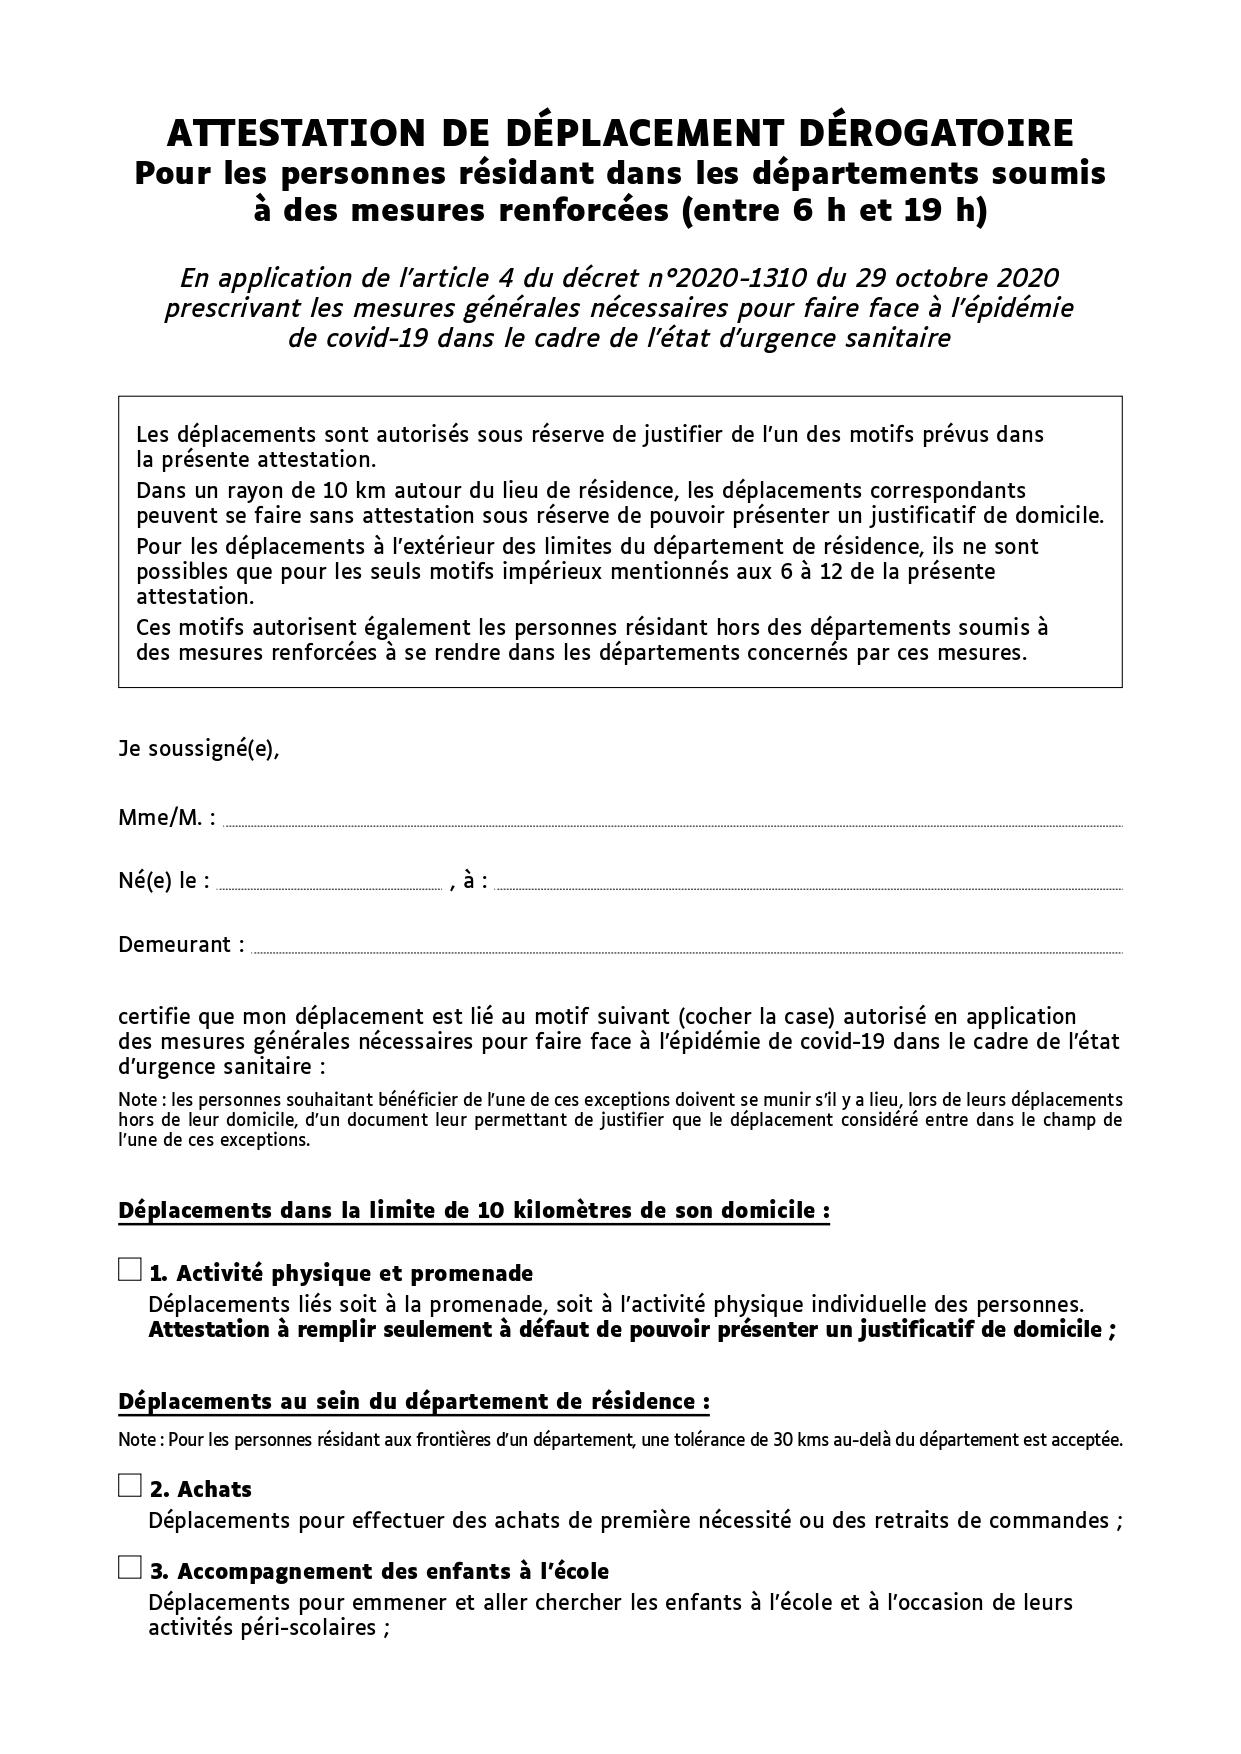 ATTESTATION DE DÉPLACEMENT DÉROGATOIRE
Pour les personnes résidant dans les départements soumis
à des mesures renforcées (entre 6 h et 19 h)
En application de l’article 4 du décret n°2020-1310 du 29 octobre 2020
prescrivant les mesures générales nécessaires pour faire face à l’épidémie
de covid-19 dans le cadre de l’état d’urgence sanitaire
Les déplacements sont autorisés sous réserve de justifier de l’un des motifs prévus dans
la présente attestation.
Dans un rayon de 10 km autour du lieu de résidence, les déplacements correspondants
peuvent se faire sans attestation sous réserve de pouvoir présenter un justificatif de domicile.
Pour les déplacements à l’extérieur des limites du département de résidence, ils ne sont
possibles que pour les seuls motifs impérieux mentionnés aux 6 à 12 de la présente
attestation.
Ces motifs autorisent également les personnes résidant hors des départements soumis à
des mesures renforcées à se rendre dans les départements concernés par ces mesures.
Je soussigné(e),
Mme/M. :
Né(e) le : , à :
Demeurant :
certifie que mon déplacement est lié au motif suivant (cocher la case) autorisé en application
des mesures générales nécessaires pour faire face à l’épidémie de covid-19 dans le cadre de l’état
d’urgence sanitaire :
Note : les personnes souhaitant bénéficier de l’une de ces exceptions doivent se munir s’il y a lieu, lors de leurs déplacements
hors de leur domicile, d’un document leur permettant de justifier que le déplacement considéré entre dans le champ de
l’une de ces exceptions.
Déplacements dans la limite de 10 kilomètres de son domicile :
1. Activité physique et promenade
Déplacements liés soit à la promenade, soit à l’activité physique individuelle des personnes.
Attestation à remplir seulement à défaut de pouvoir présenter un justificatif de domicile ;
Déplacements au sein du département de résidence :
Note : Pour les personnes résidant aux frontières d’un département, une tolérance de 30 kms au-delà du département est acceptée.
2. Achats
Déplacements pour effectuer des achats de première nécessité ou des retraits de commandes ;
3. Accompagnement des enfants à l’école
Déplacements pour emmener et aller chercher les enfants à l’école et à l’occasion de leurs
activités péri-scolaires ;